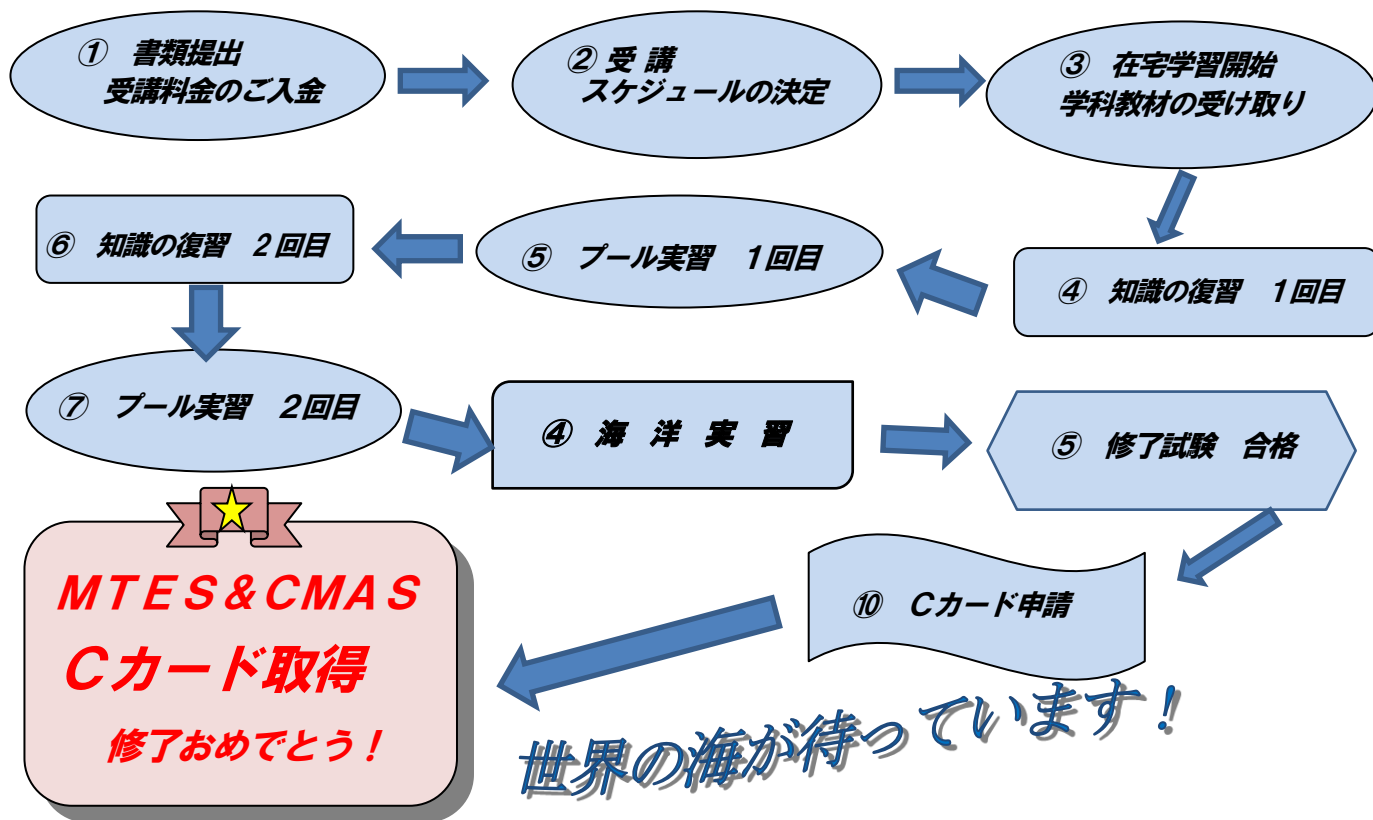 ① 書類提出
受講料金のご入金
② 受 講
スケジュールの決定
③ 在宅学習開始
学科教材の受け取り
④ 知識の復習 1回目
⑤ プール実習 1回目
⑥ 知識の復習 2回目
⑦ プール実習 2回目
④ 海 洋 実 習
⑤ 修了試験 合格
⑩ Cカード申請
MTES&CMAS
Cカード取得
修了おめでとう!
世界の海が待っています!